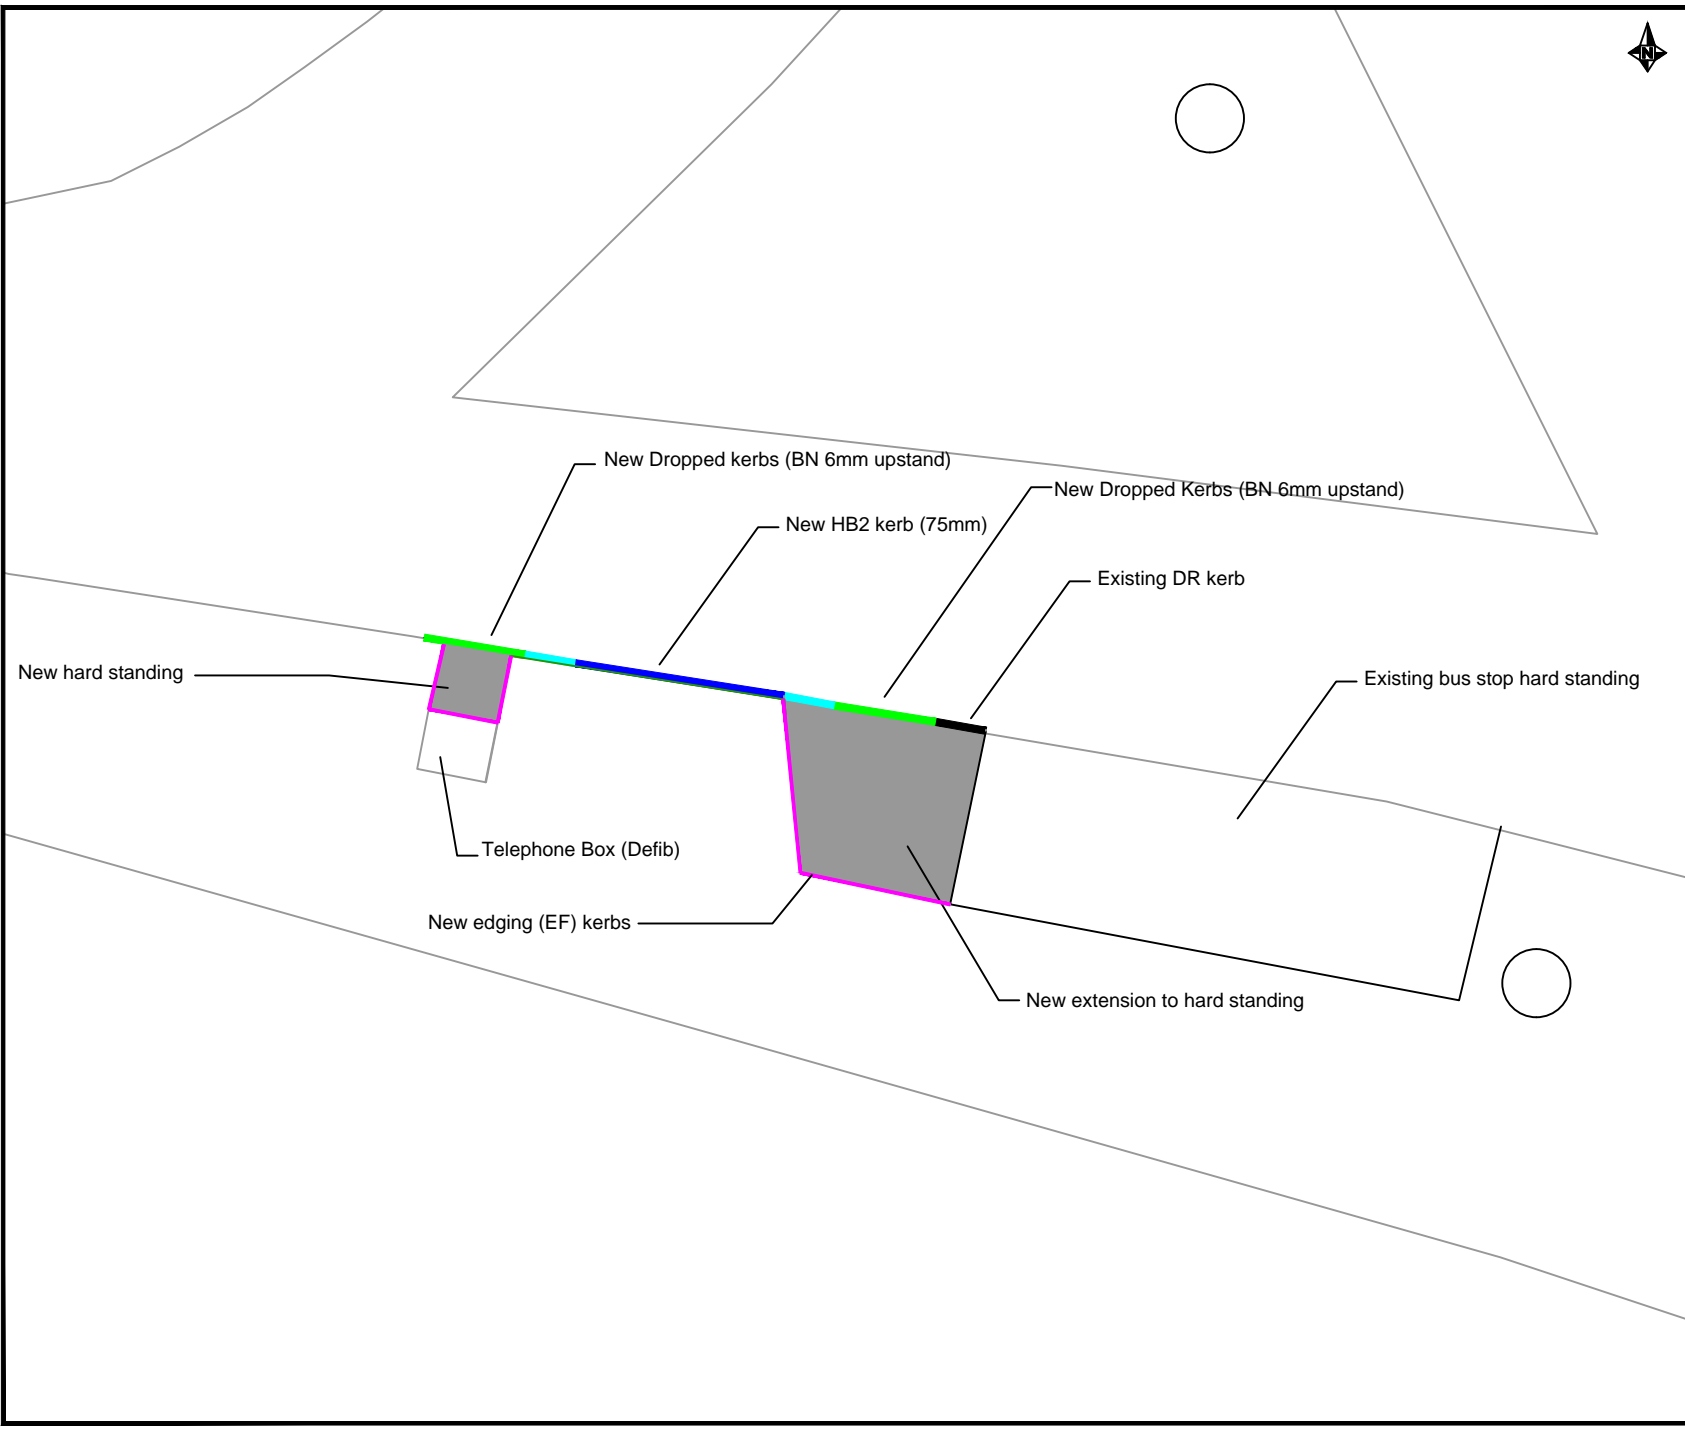 N
New Dropped kerbs (BN 6mm upstand)
New Dropped Kerbs (BN 6mm upstand)
New HB2 kerb (75mm)
Existing DR kerb
New hard standing
Existing bus stop hard standing
Telephone Box (Defib)
New edging (EF) kerbs
New extension to hard standing